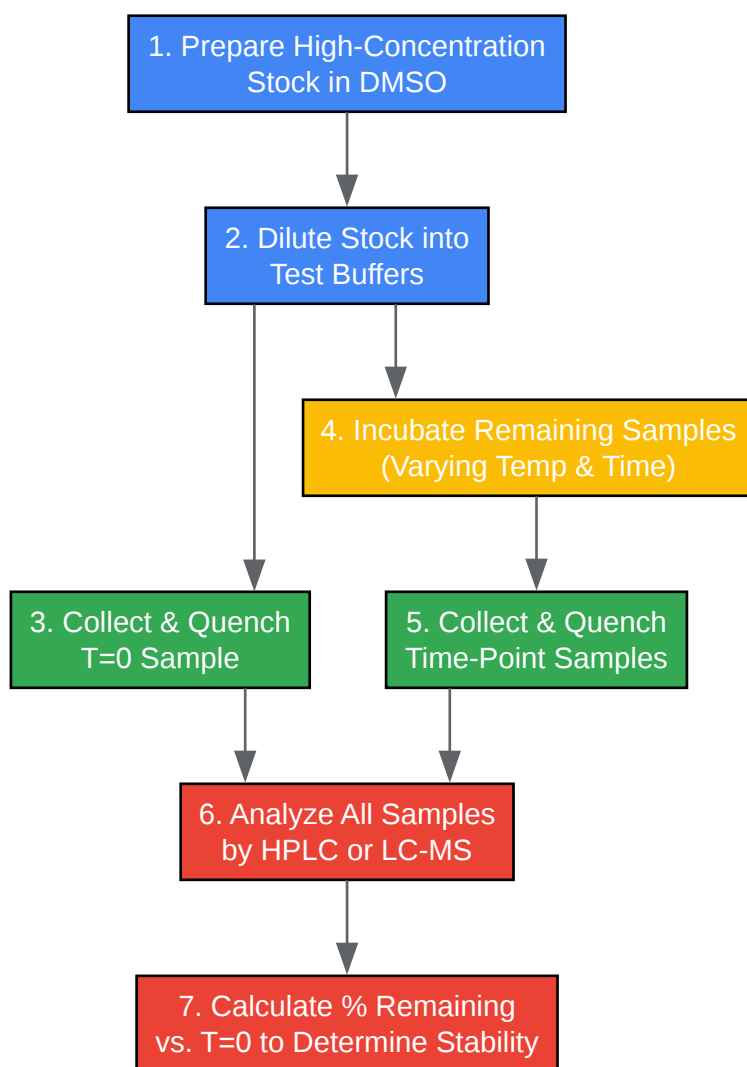 1. Prepare High-Concentration
Stock in DMSO
2. Dilute Stock into
Test Buffers
4. Incubate Remaining Samples
(Varying Temp & Time)
3. Collect & Quench
T=0 Sample
5. Collect & Quench
Time-Point Samples
6. Analyze All Samples
by HPLC or LC-MS
7. Calculate % Remaining
vs. T=0 to Determine Stability